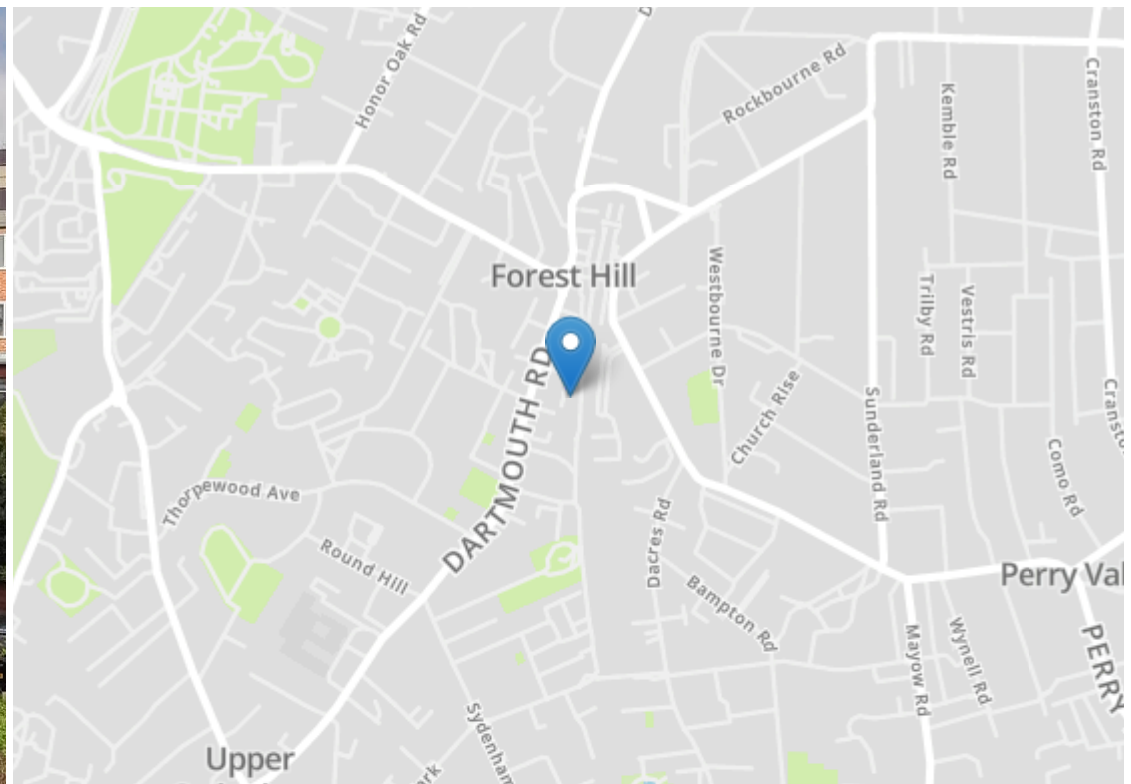 Honor Oak Rd
Rockbourne Rd
Cranston Rd
Kemble Rd
Forest Hill
Westbourne Dr
Trilby Rd
Vestris Rd
DARTMOUTH RD
Church Rise
Sunderland Rd
Como Rd
Thorpewood Ave
Round Hill
Dacres Rd
Bampton Rd
Perry Val
Mayow Rd
Wynell Rd
PERRY
Sydenham
Upper